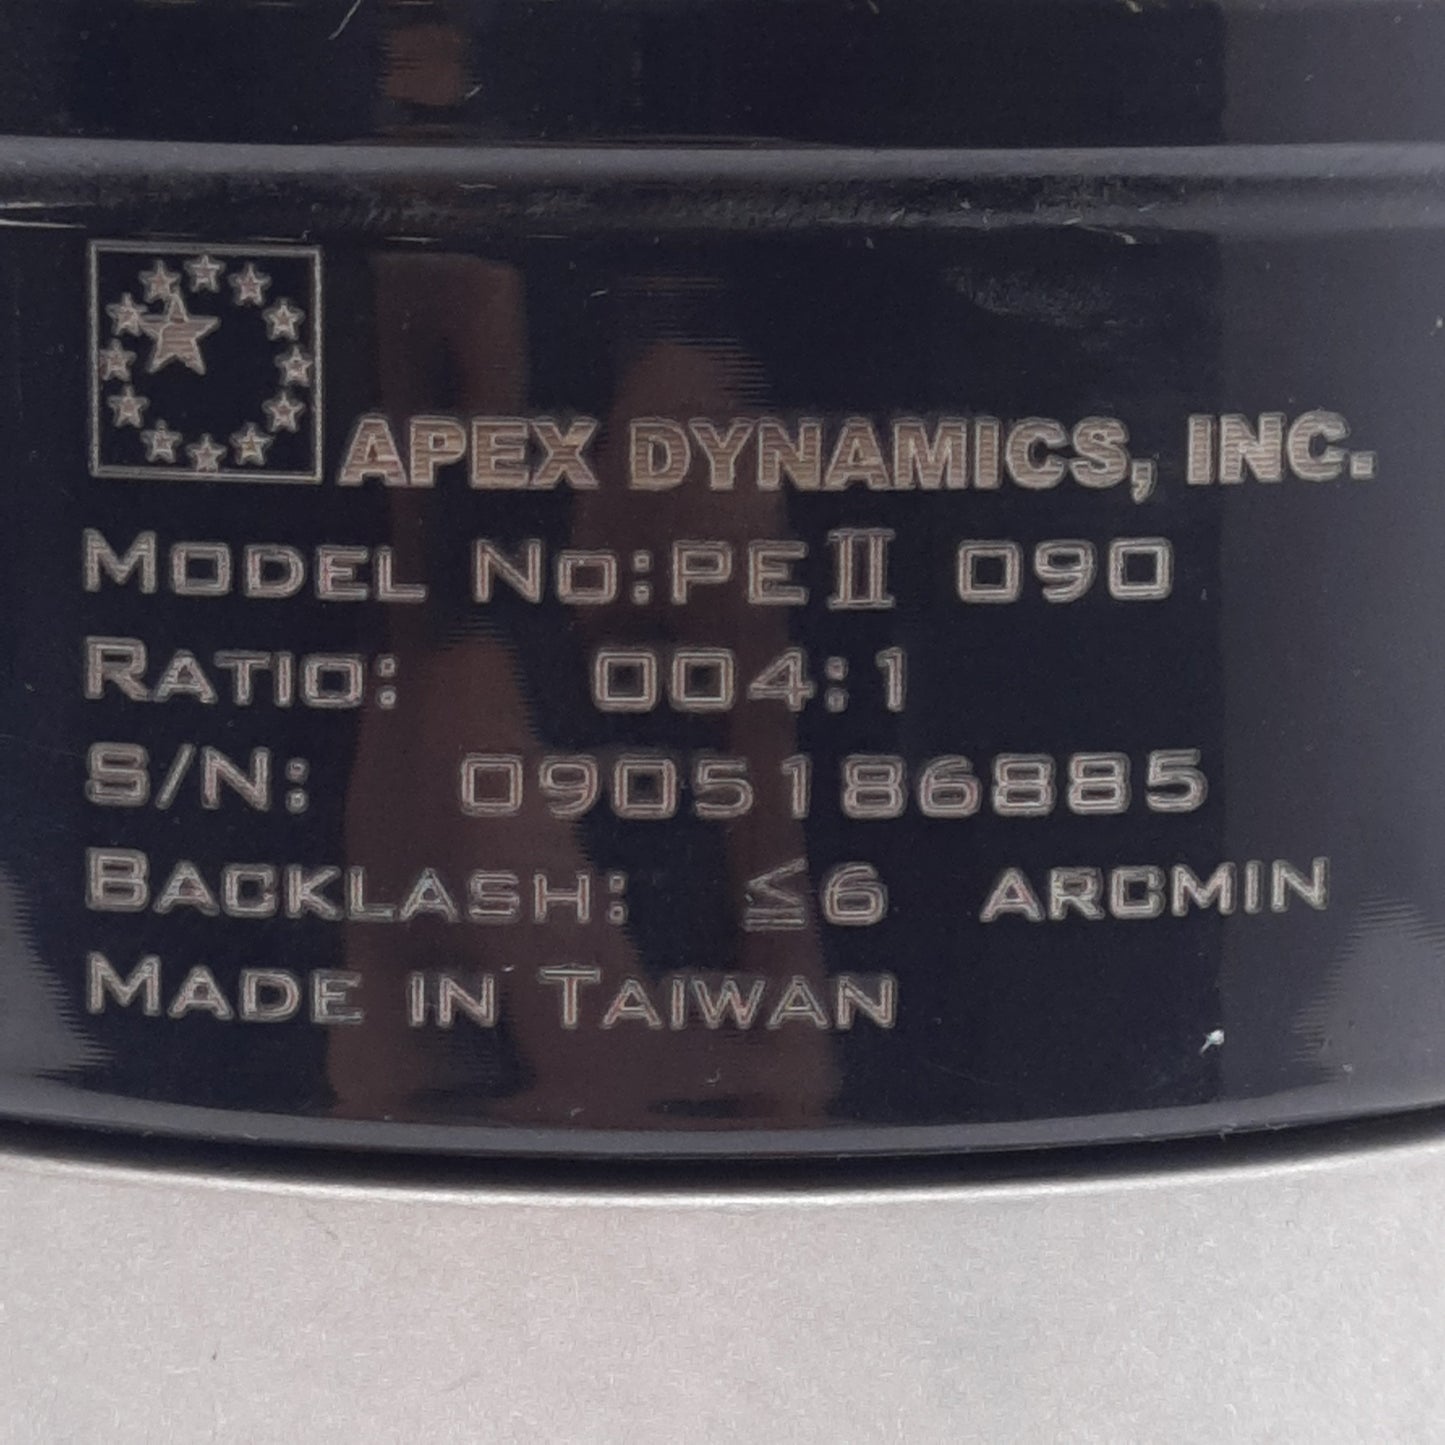 APEX DYNAMICS, INC.
MODEL NO:PEⅡ 090
RATIO: 004:1
S/N: 0905186885
BACKLASH: ≦6 ARCMIN
MADE IN TAIWAN